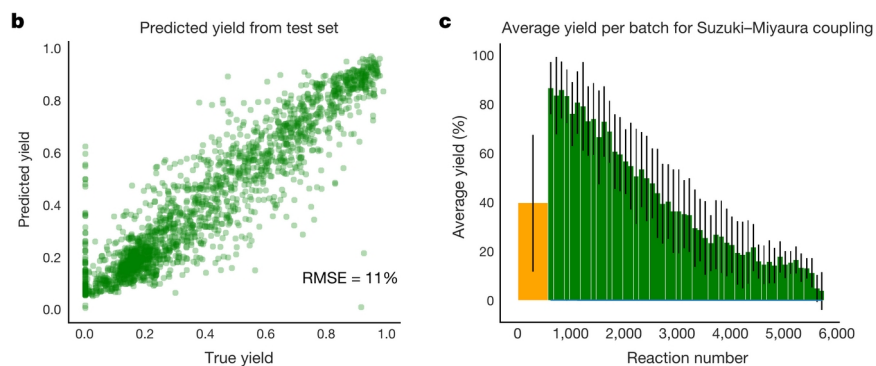 b
Predicted yield from test set
1.0
0.8
0.6
0.4
0.2
0.0
Predicted yield
RMSE = 11%
0.0 0.2 0.4 0.6 0.8 1.0
True yield
c
Average yield per batch for Suzuki–Miyaura coupling
100
80
60
40
20
0
Average yield (%)
0 1,000 2,000 3,000 4,000 5,000 6,000
Reaction number